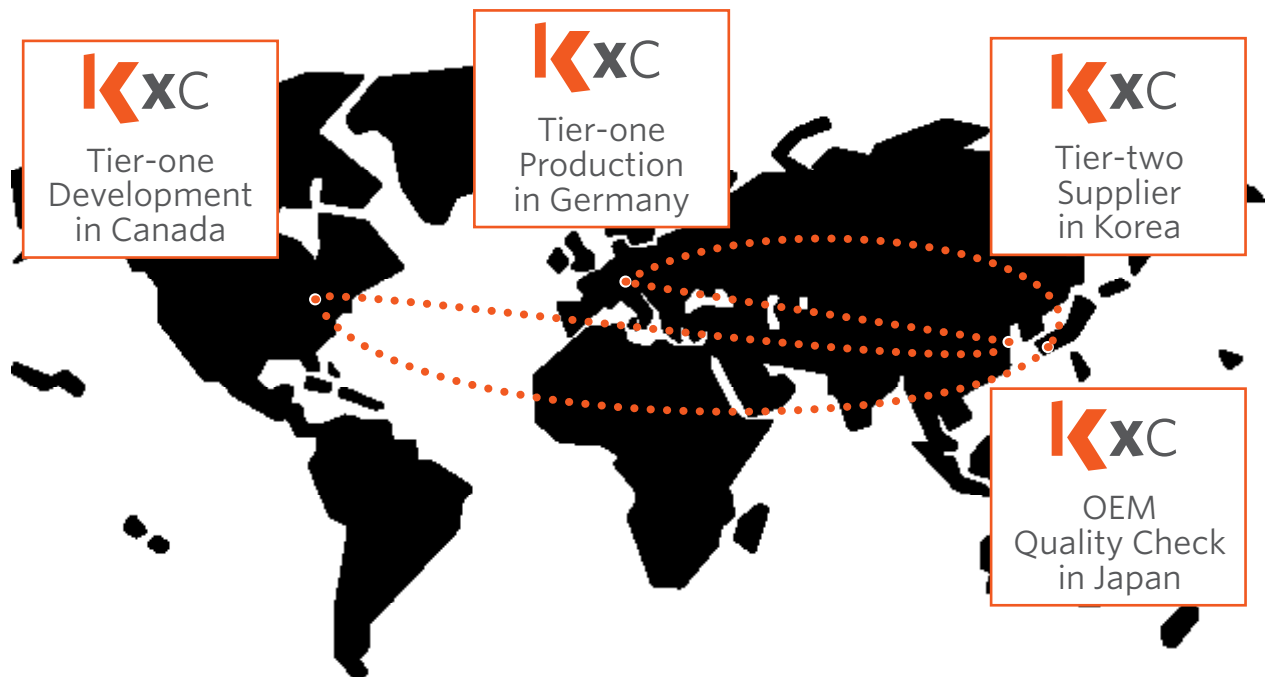 KxC
Tier-one
Development
in Canada
KxC
Tier-one
Production
in Germany
KxC
Tier-two
Supplier
in Korea
KxC
OEM
Quality Check
in Japan